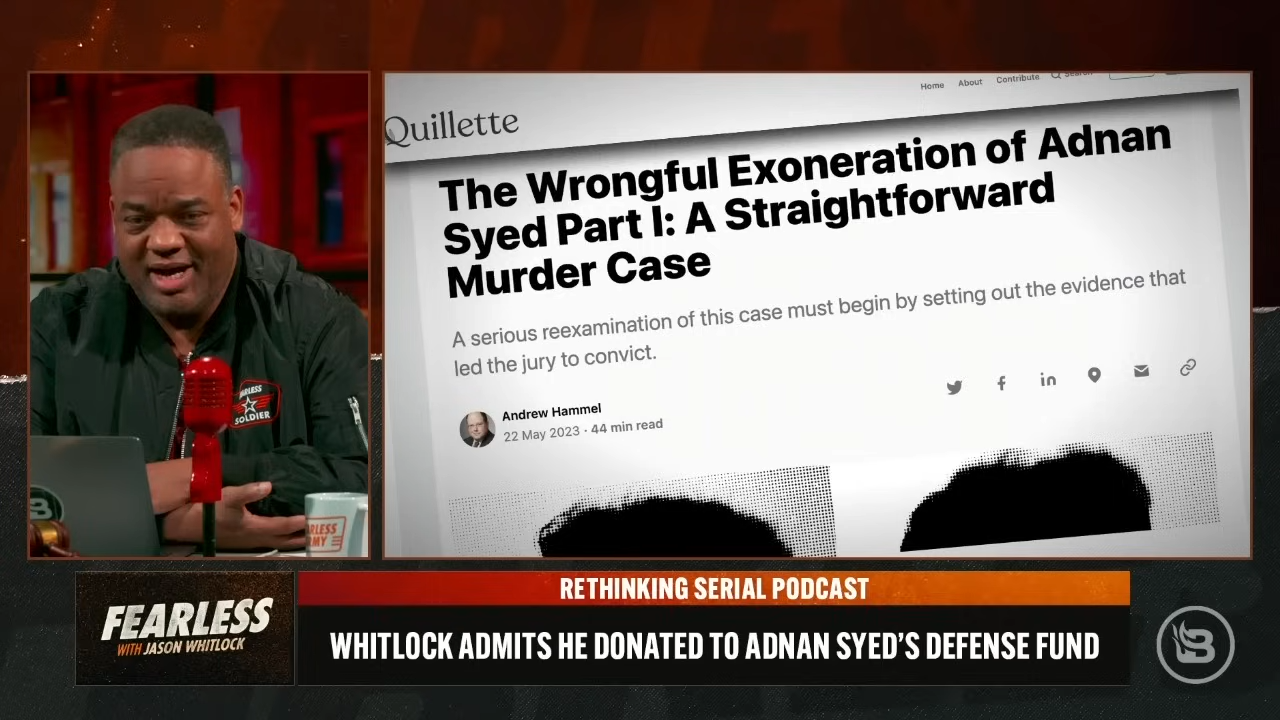 Home About Contribute Search
Quillette
The Wrongful Exoneration of Adnan
Syed Part I: A Straightforward
Murder Case
A serious reexamination of this case must begin by setting out the evidence that
led the jury to convict.
Andrew Hammel
22 May 2023 · 44 min read
FEARLESS
SOLDIER
B
RLESS
MY
RETHINKING SERIAL PODCAST
FEARLESS
WITH JASON WHITLOCK
WHITLOCK ADMITS HE DONATED TO ADNAN SYED'S DEFENSE FUND
B